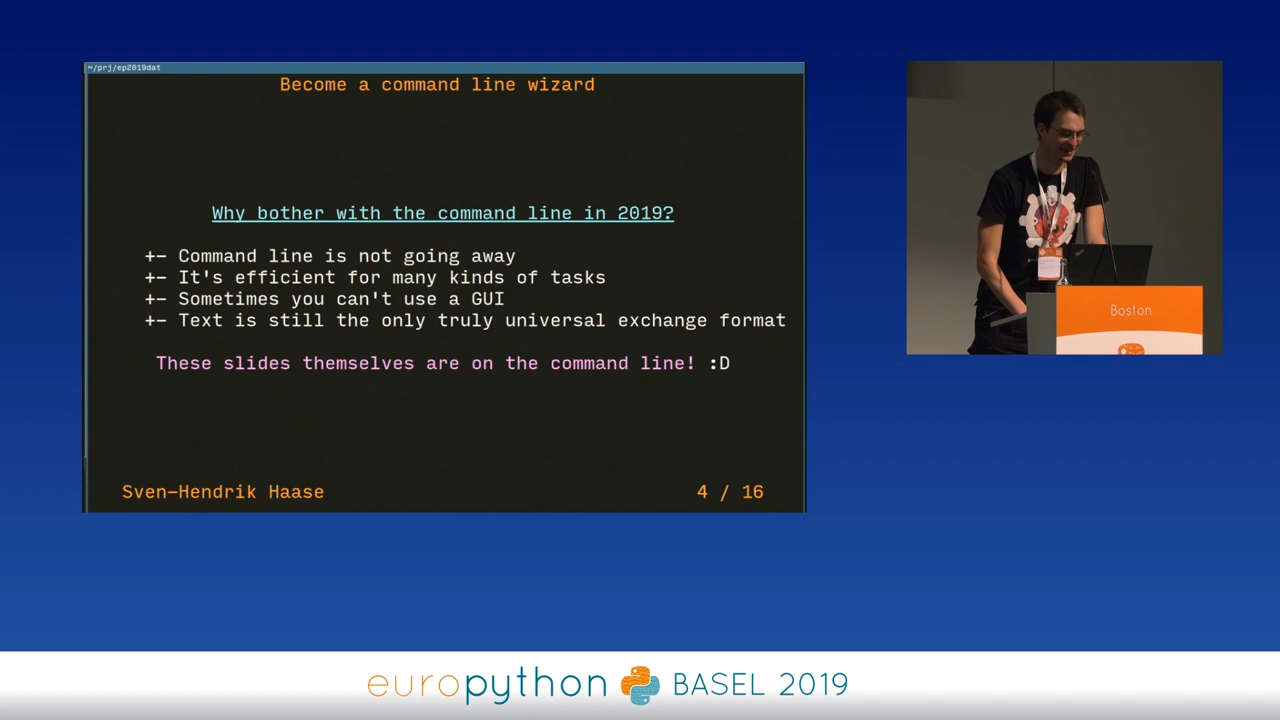 ~/prj/ep2019dat
Become a command line wizard
Why bother with the command line in 2019?
+– Command line is not going away
+– It's efficient for many kinds of tasks
+– Sometimes you can't use a GUI
+– Text is still the only truly universal exchange format
These slides themselves are on the command line! :D
Sven-Hendrik Haase
4 / 16
Boston
europython BASEL 2019